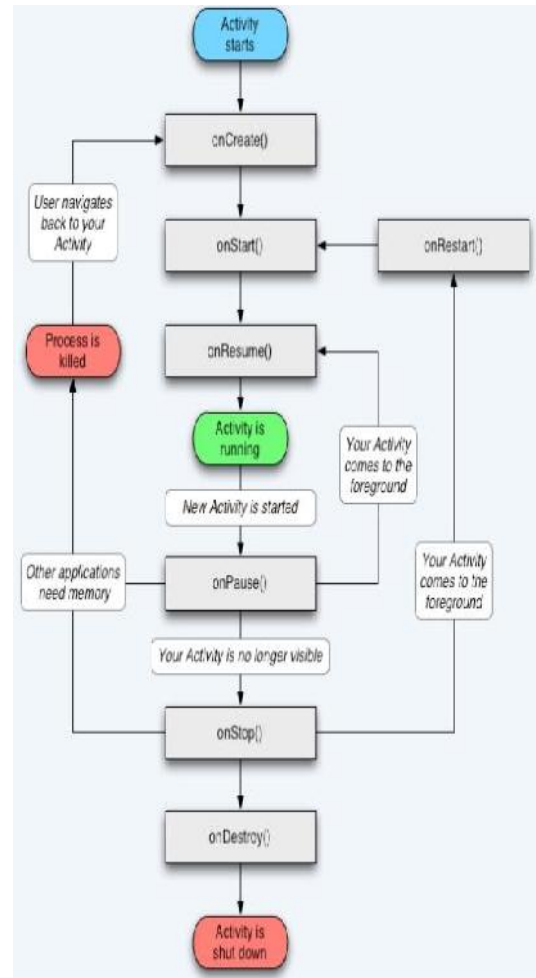 Activity
starts
onCreate()
User navigates
back to your
Activity
onStart()
onRestart()
Process is
killed
onResume()
Activity is
running
Your Activity
comes to the
foreground
New Activity is started
Other applications
need memory
onPause()
Your Activity
comes to the
foreground
Your Activity is no longer visible
onStop()
onDestroy()
Activity is
shut down